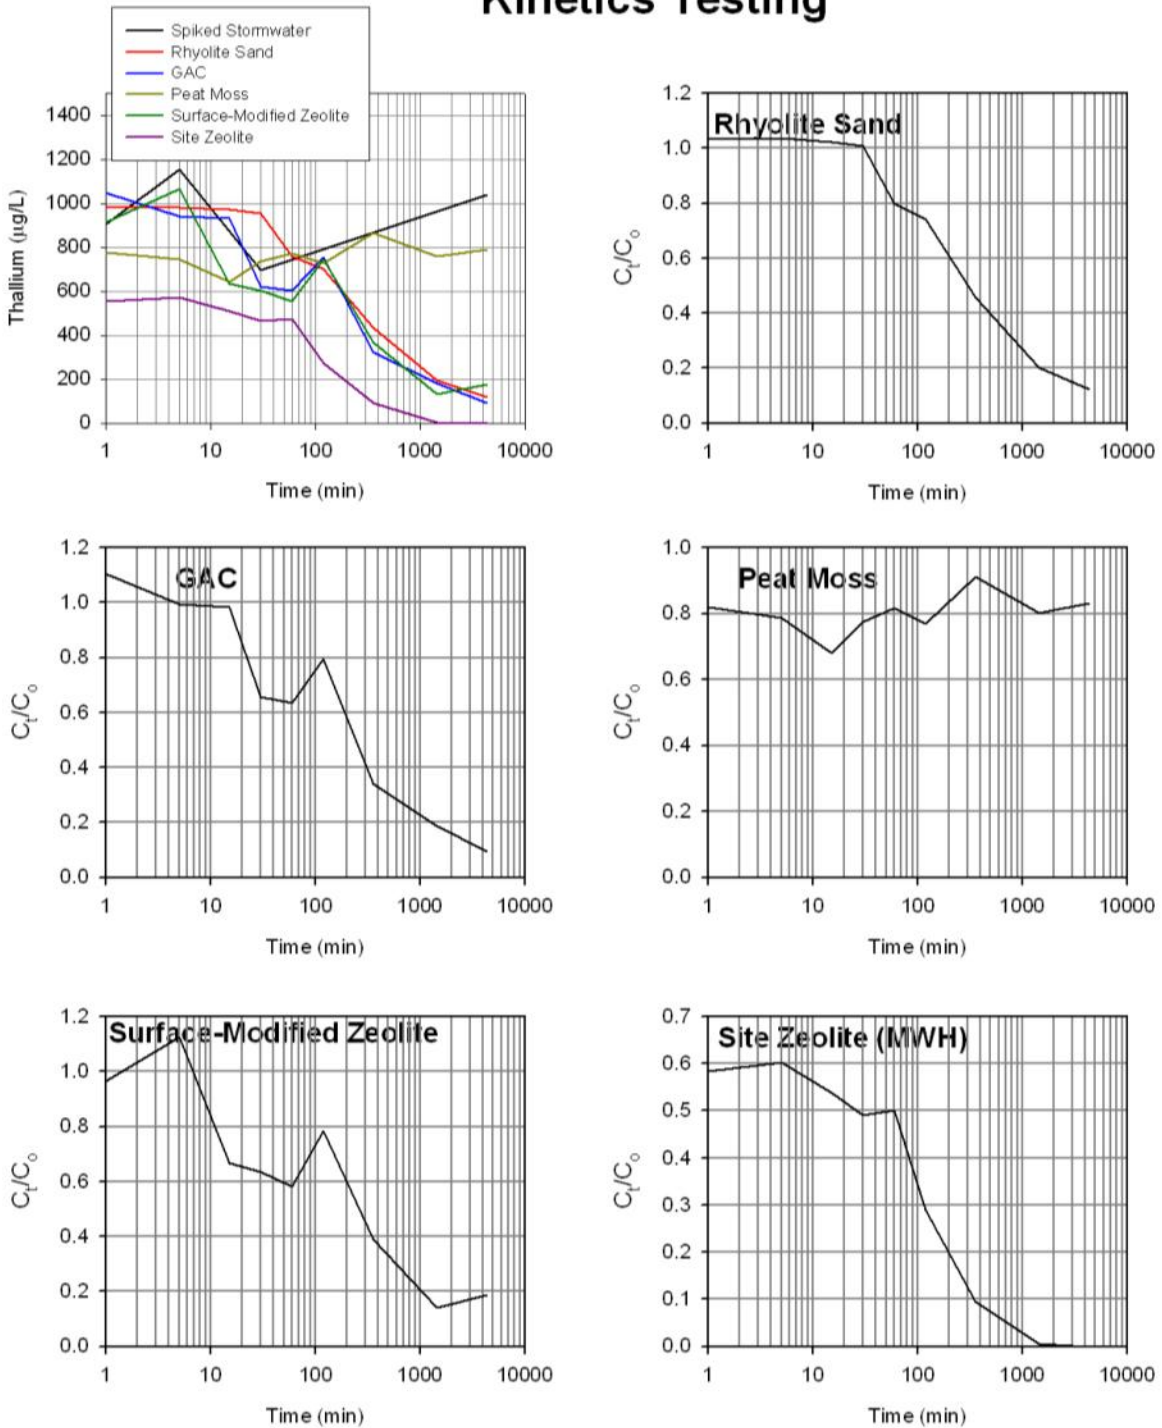 Kinetics Testing
Spiked Stormwater
Rhyolite Sand
GAC
Peat Moss
Surface-Modified Zeolite
Site Zeolite
Thallium (µg/L)
1400
1200
1000
800
600
400
200
0
1 10 100 1000 10000
Time (min)
Rhyolite Sand
Ct/Co
1.2
1.0
0.8
0.6
0.4
0.2
0.0
1 10 100 1000 10000
Time (min)
GAC
Ct/Co
1.2
1.0
0.8
0.6
0.4
0.2
0.0
1 10 100 1000 10000
Time (min)
Peat Moss
Ct/Co
1.0
0.8
0.6
0.4
0.2
0.0
1 10 100 1000 10000
Time (min)
Surface-Modified Zeolite
Ct/Co
1.2
1.0
0.8
0.6
0.4
0.2
0.0
1 10 100 1000 10000
Time (min)
Site Zeolite (MWH)
Ct/Co
0.7
0.6
0.5
0.4
0.3
0.2
0.1
0.0
1 10 100 1000 10000
Time (min)